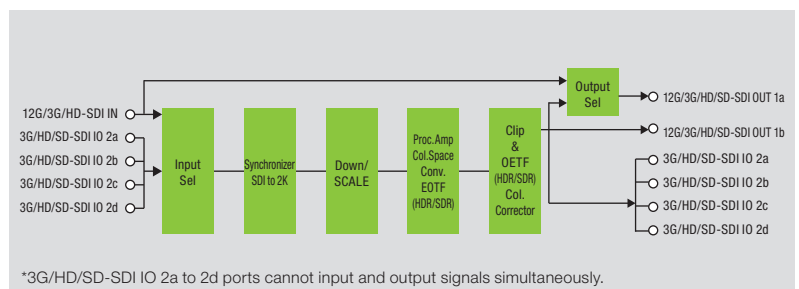 12G/3G/HD-SDI IN
3G/HD/SD-SDI IO 2a
3G/HD/SD-SDI IO 2b
3G/HD/SD-SDI IO 2c
3G/HD/SD-SDI IO 2d
Input
Sel
Synchronizer
SDI to 2K
Down/
SCALE
Proc.Amp
Col.Space
Conv.
EOTF
(HDR/SDR)
Clip
&
OETF
(HDR/SDR)
Col.
Corrector
Output
Sel
12G/3G/HD/SD-SDI OUT 1a
12G/3G/HD/SD-SDI OUT 1b
3G/HD/SD-SDI IO 2a
3G/HD/SD-SDI IO 2b
3G/HD/SD-SDI IO 2c
3G/HD/SD-SDI IO 2d
*3G/HD/SD-SDI IO 2a to 2d ports cannot input and output signals simultaneously.